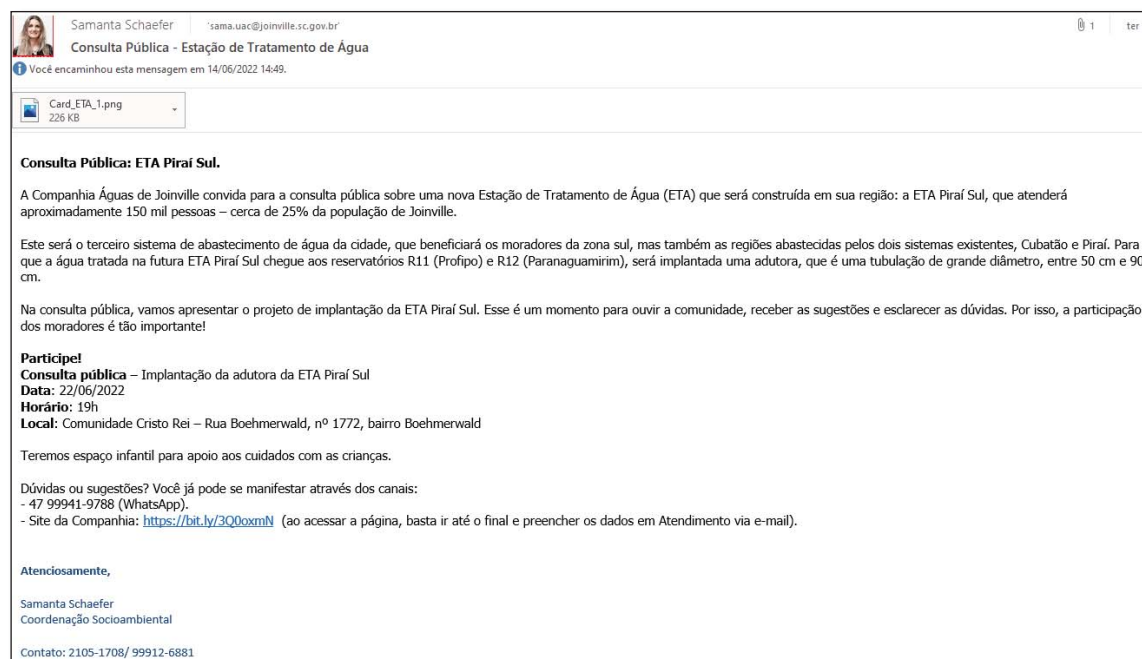 Samanta Schaefer 'sama.uac@joinville.sc.gov.br' 1 ter
Consulta Pública - Estação de Tratamento de Água
Você encaminhou esta mensagem em 14/06/2022 14:49.
Card_ETA_1.png
226 KB
Consulta Pública: ETA Piraí Sul.
A Companhia Águas de Joinville convida para a consulta pública sobre uma nova Estação de Tratamento de Água (ETA) que será construída em sua região: a ETA Piraí Sul, que atenderá
aproximadamente 150 mil pessoas – cerca de 25% da população de Joinville.
Este será o terceiro sistema de abastecimento de água da cidade, que beneficiará os moradores da zona sul, mas também as regiões abastecidas pelos dois sistemas existentes, Cubatão e Piraí. Para
que a água tratada na futura ETA Piraí Sul chegue aos reservatórios R11 (Profipo) e R12 (Paranaguamirim), será implantada uma adutora, que é uma tubulação de grande diâmetro, entre 50 cm e 90
cm.
Na consulta pública, vamos apresentar o projeto de implantação da ETA Piraí Sul. Esse é um momento para ouvir a comunidade, receber as sugestões e esclarecer as dúvidas. Por isso, a participação
dos moradores é tão importante!
Participe!
Consulta pública – Implantação da adutora da ETA Piraí Sul
Data: 22/06/2022
Horário: 19h
Local: Comunidade Cristo Rei – Rua Boehmerwald, nº 1772, bairro Boehmerwald
Teremos espaço infantil para apoio aos cuidados com as crianças.
Dúvidas ou sugestões? Você já pode se manifestar através dos canais:
- 47 99941-9788 (WhatsApp).
- Site da Companhia: https://bit.ly/3Q0oxmN (ao acessar a página, basta ir até o final e preencher os dados em Atendimento via e-mail).
Atenciosamente,
Samanta Schaefer
Coordenação Socioambiental
Contato: 2105-1708/ 99912-6881